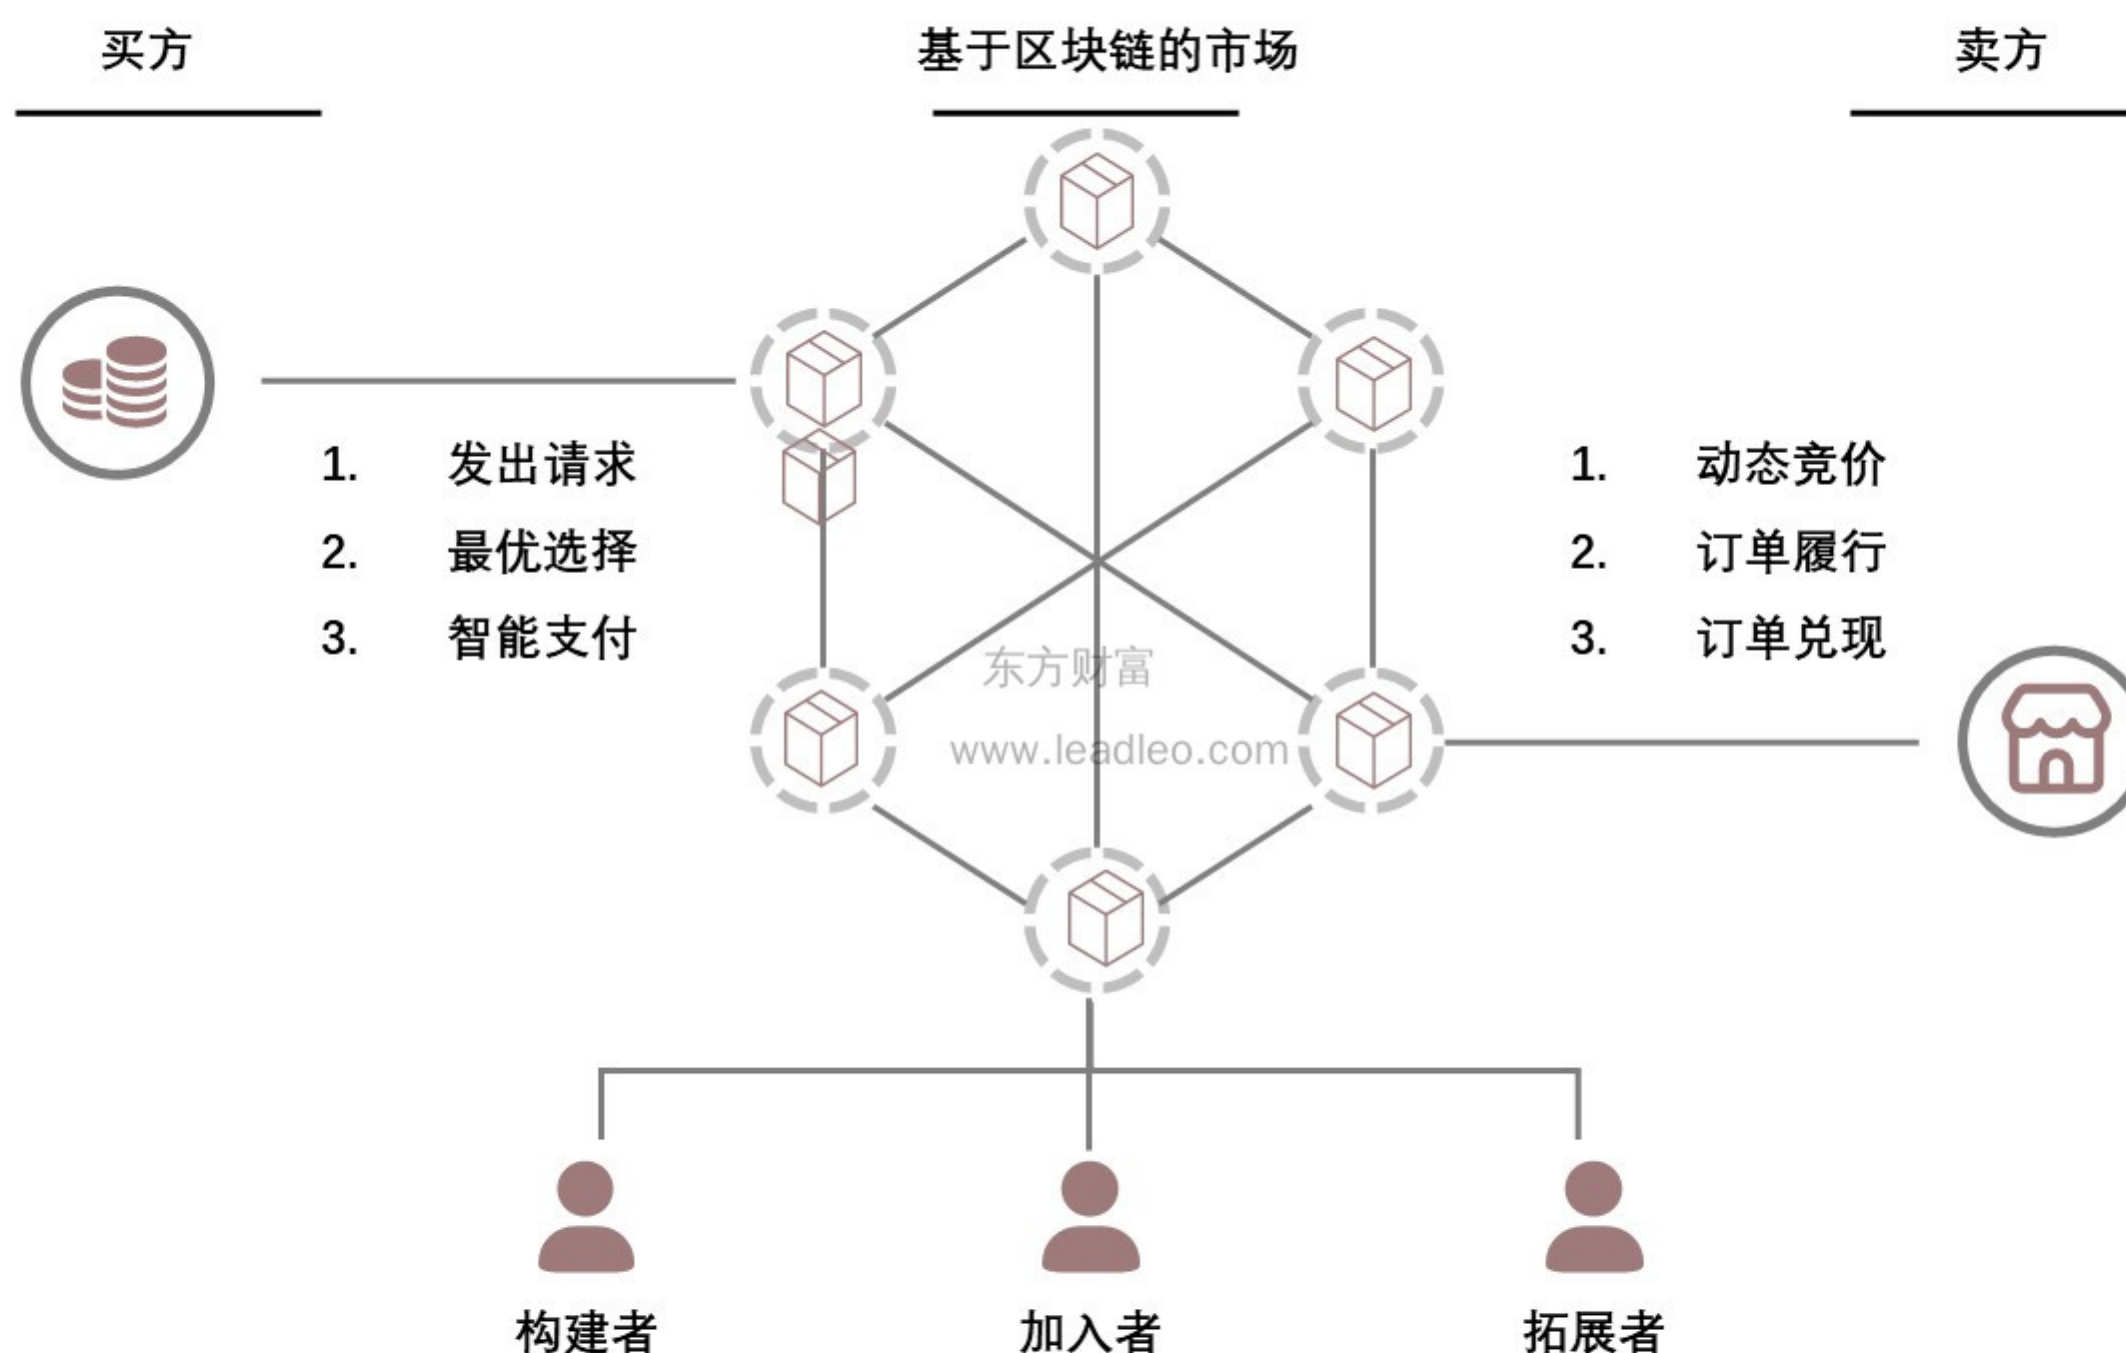 买方
基于区块链的市场
卖方
1. 发出请求
2. 最优选择
3. 智能支付
1. 动态竞价
2. 订单履行
3. 订单兑现
东方财富
www.leadleo.com
构建者
加入者
拓展者